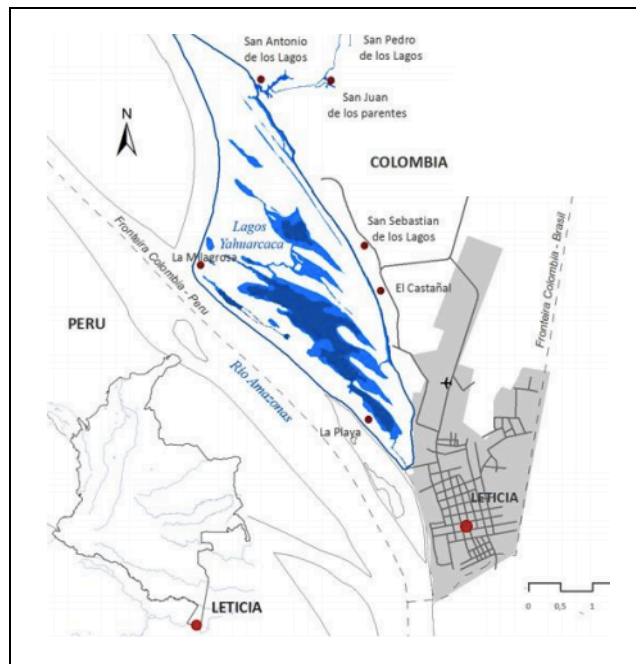 San Antonio
de los Lagos
San Pedro
de los Lagos
San Juan
de los parentes
N
COLOMBIA
Lagos
Yahuarcaca
San Sebastian
de los Lagos
La Milagrosa
Fronteira Colombia - Peru
El Castañal
Fronteira Colombia - Brasil
PERU
Rio Amazonas
La Playa
LETICIA
LETICIA
0 0,5 1